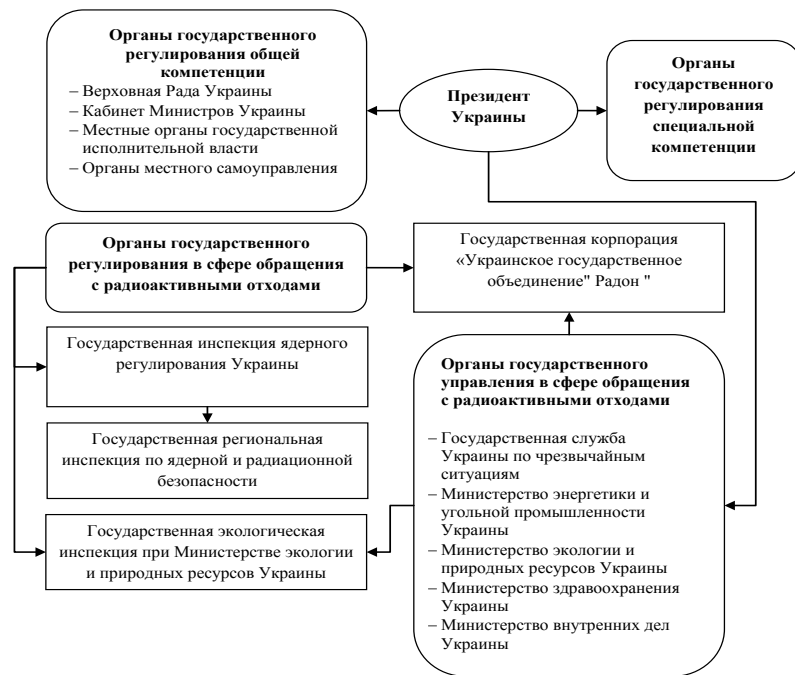 Органы государственного
регулирования общей
компетенции
– Верховная Рада Украины
– Кабинет Министров Украины
– Местные органы государственной
исполнительной власти
– Органы местного самоуправления
Президент
Украины
Органы
государственного
регулирования
специальной
компетенции
Органы государственного
регулирования в сфере обращения
с радиоактивными отходами
Государственная корпорация
«Украинское государственное
объединение" Радон "
Государственная инспекция ядерного
регулирования Украины
Государственная региональная
инспекция по ядерной и радиационной
безопасности
Государственная экологическая
инспекция при Министерстве экологии
и природных ресурсов Украины
Органы государственного
управления в сфере обращения
с радиоактивными отходами
– Государственная служба
Украины по чрезвычайным
ситуациям
– Министерство энергетики и
угольной промышленности
Украины
– Министерство экологии и
природных ресурсов Украины
– Министерство здравоохранения
Украины
– Министерство внутренних дел
Украины